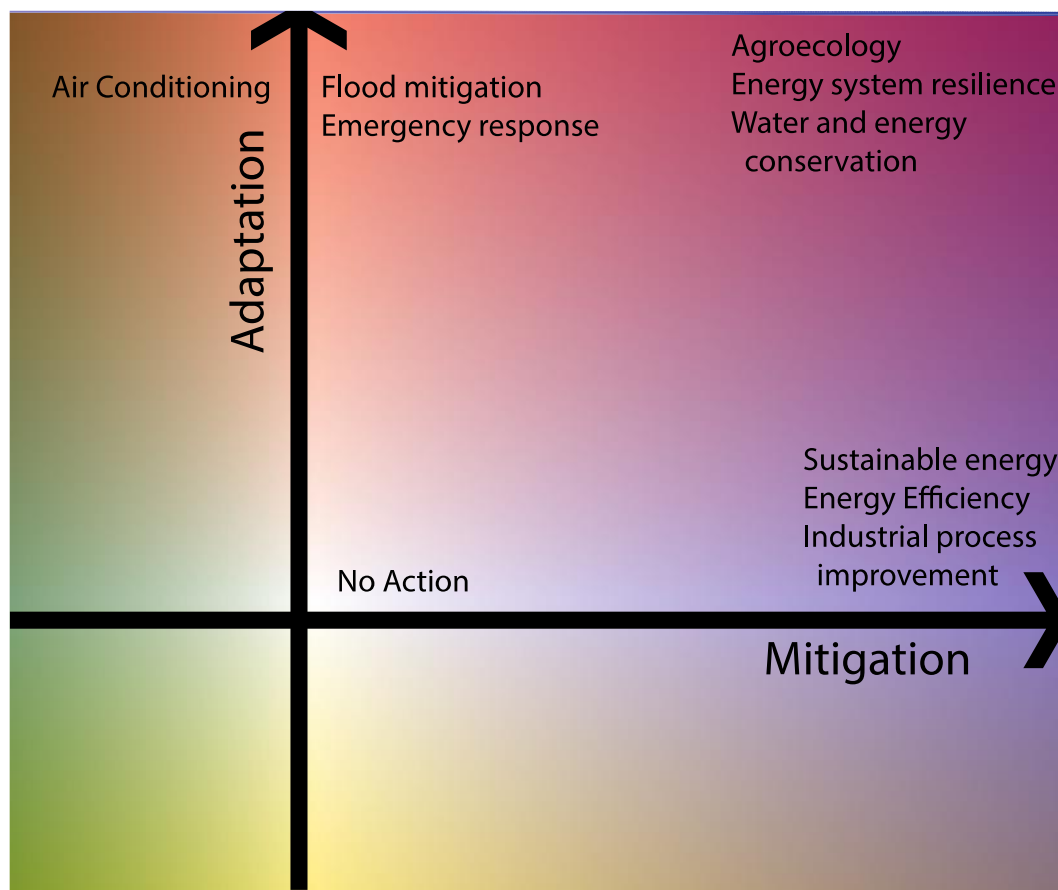 Air Conditioning
Flood mitigation
Emergency response
Agroecology
Energy system resilience
Water and energy
conservation
Adaptation
Sustainable energy
Energy Efficiency
Industrial process
improvement
No Action
Mitigation